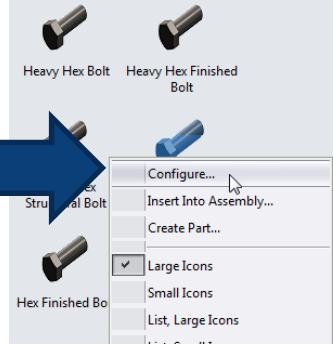 Heavy Hex Bolt
Heavy Hex Finished
Bolt
Configure...
Insert Into Assembly...
Create Part...
Large Icons
Small Icons
List, Large Icons
Bolt
Hex Finished Bo